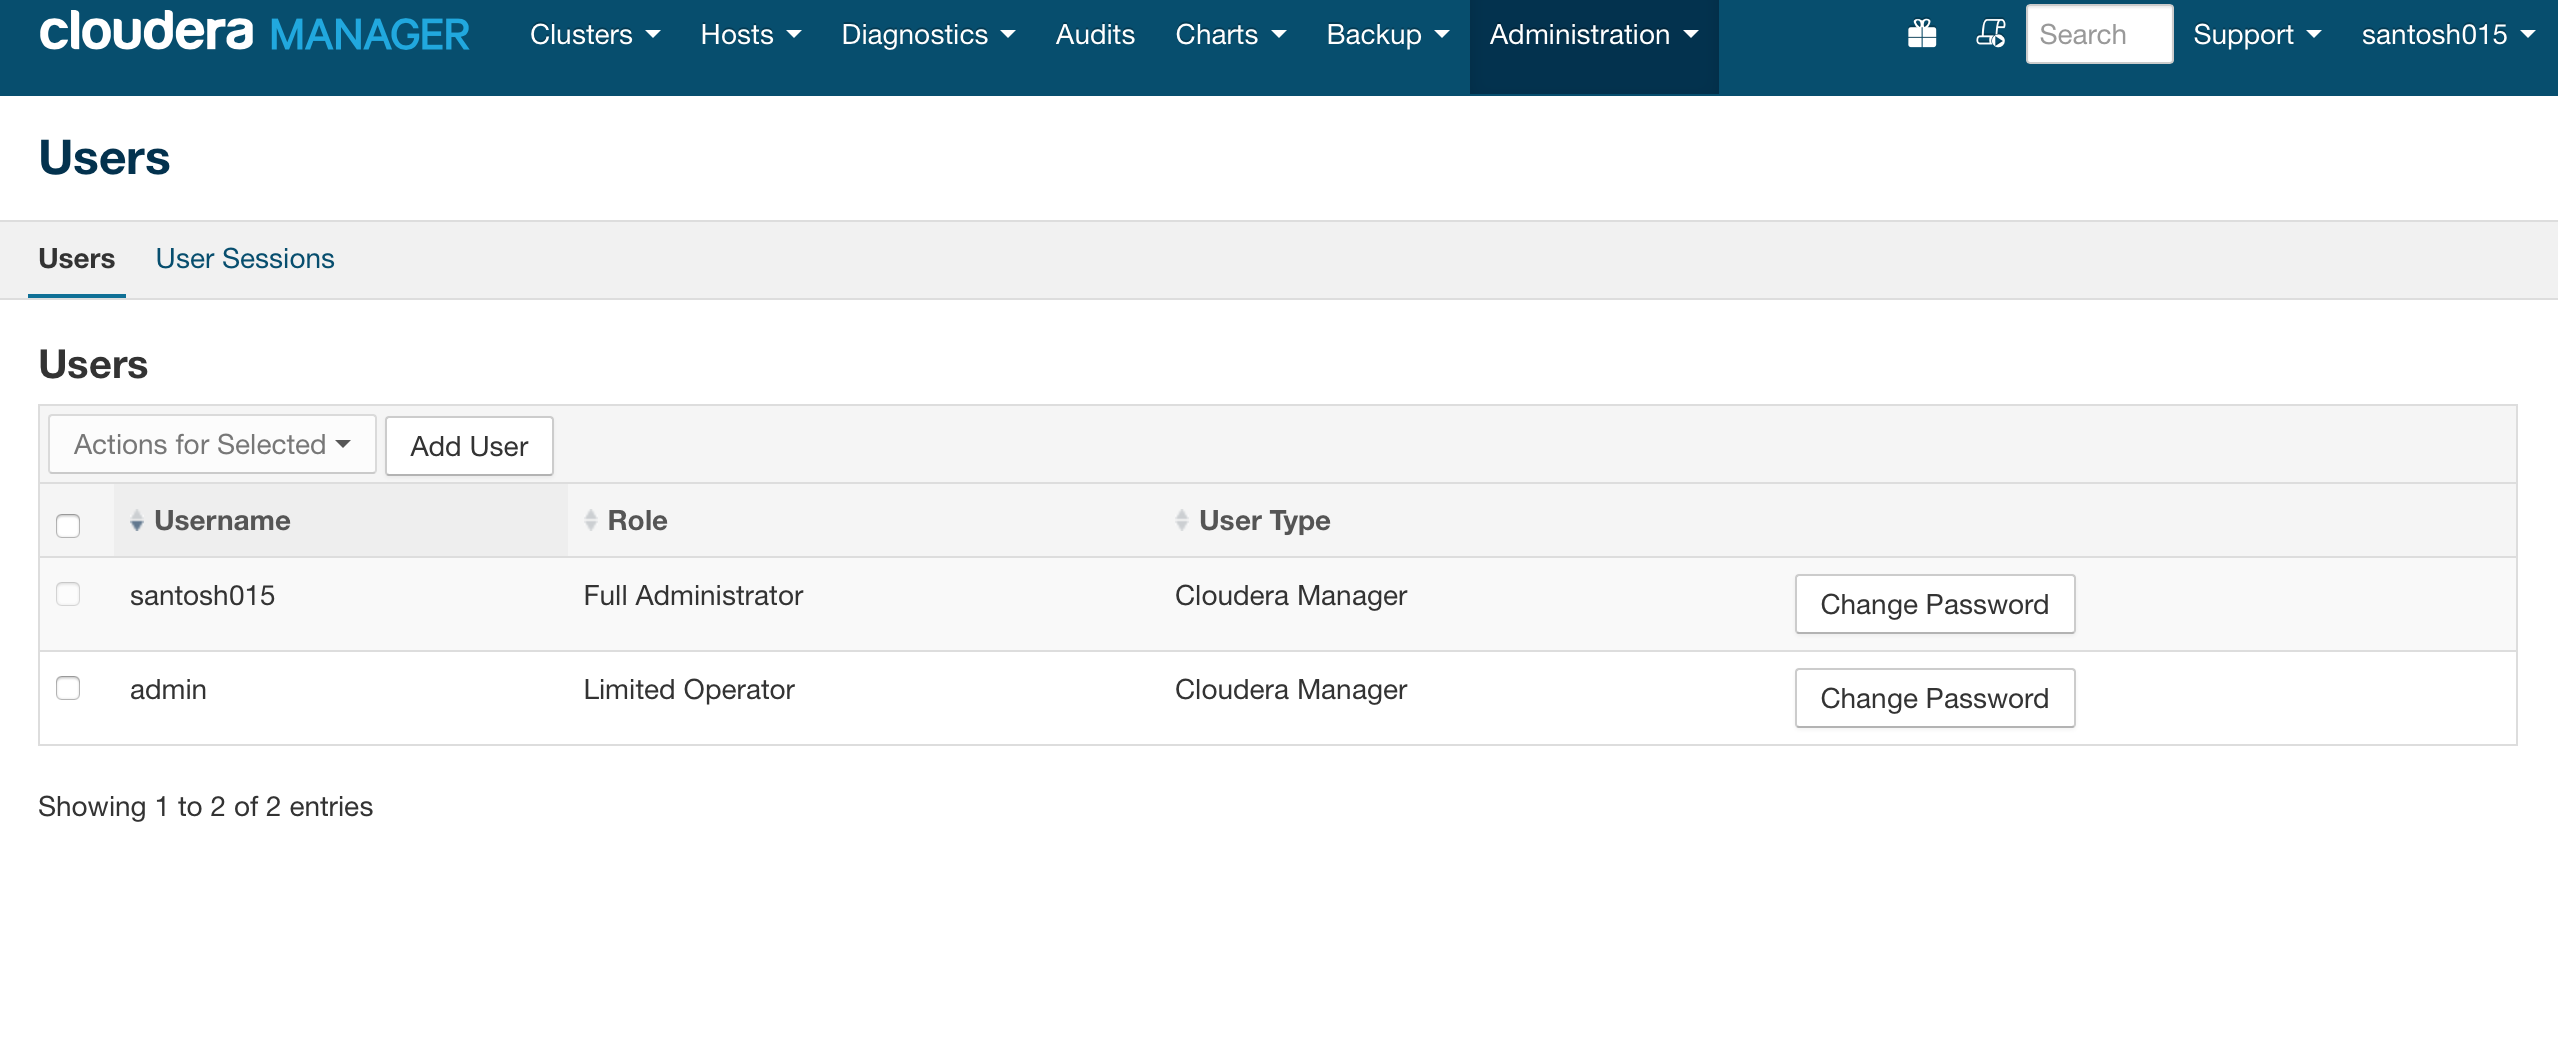 cloudera MANAGER Clusters Hosts Diagnostics Audits Charts Backup Administration Search Support santosh015
Users
Users User Sessions
Users
Actions for Selected Add User
Username Role User Type
santosh015 Full Administrator Cloudera Manager Change Password
admin Limited Operator Cloudera Manager Change Password
Showing 1 to 2 of 2 entries